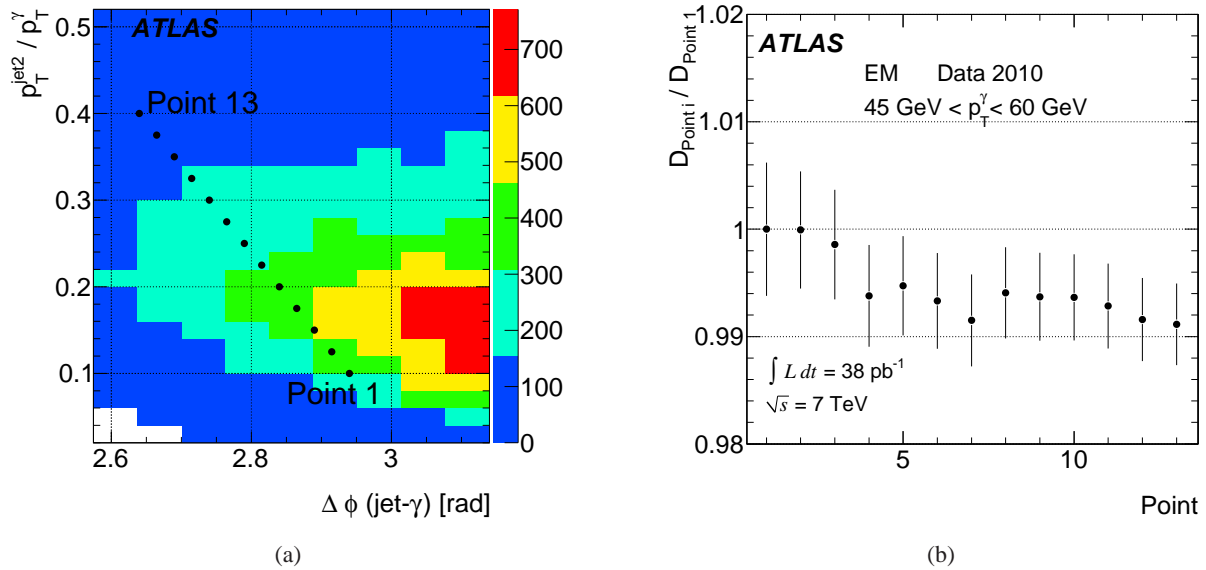 ATLAS
p_T^jet2 / p_T^γ
0.5
0.4
0.3
0.2
0.1
Point 13
Point 1
2.6 2.8 3
Δ ϕ (jet-γ) [rad]
700
600
500
400
300
200
100
0
(a)
D_Point i / D_Point 1
1.02
1.01
1
0.99
0.98
ATLAS
EM Data 2010
45 GeV < p_T^γ < 60 GeV
∫ L dt = 38 pb⁻¹
√s = 7 TeV
5 10
Point
(b)